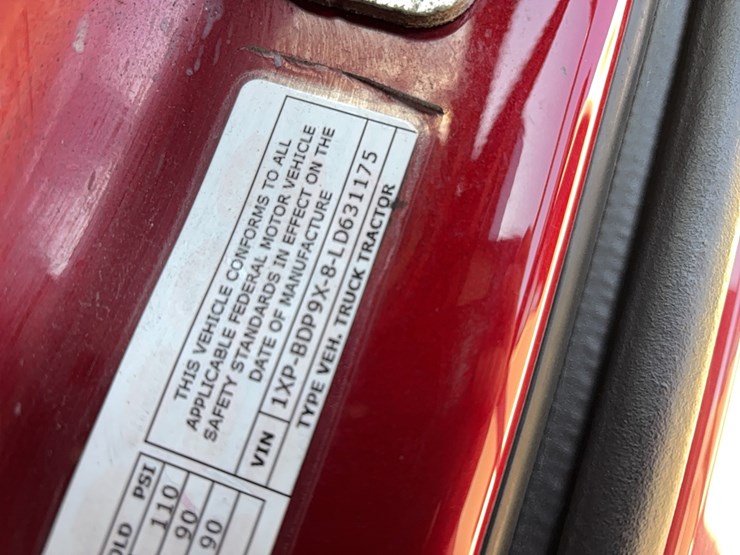 THIS VEHICLE CONFORMS TO ALL
APPLICABLE FEDERAL MOTOR VEHICLE
SAFETY STANDARDS IN EFFECT ON THE
DATE OF MANUFACTURE
VIN 1XP-BDP9X-8-LD631175
TYPE VEH. TRUCK TRACTOR
PSI
110
90
90